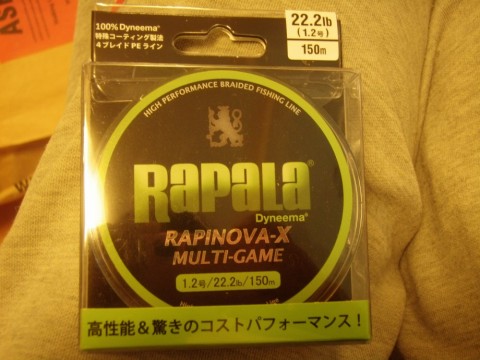 100% Dyneema®
特殊コーティング製法
4ブレイドPEライン
22.2lb
(1.2号)
150m
HIGH PERFORMANCE BRAIDED FISHING LINE
RAPALA®
Dyneema®
RAPINOVA-X
MULTI-GAME
1.2号/22.2lb/150m
高性能&驚きのコストパフォーマンス!